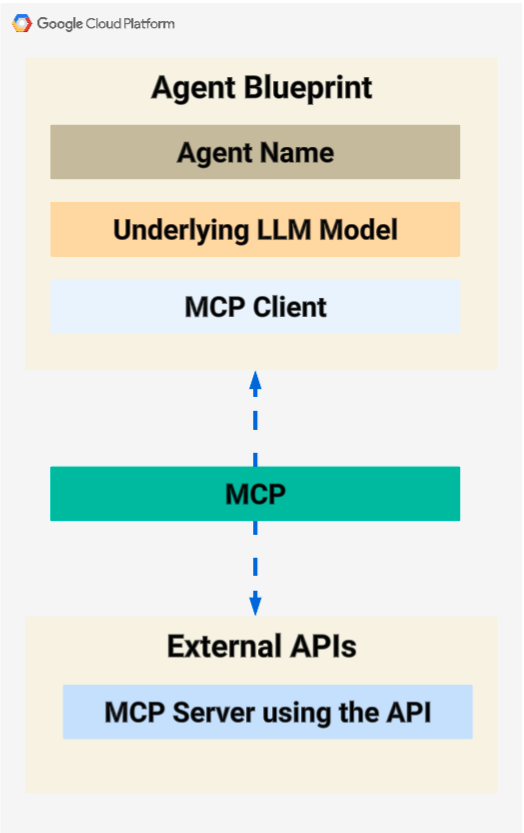 Google Cloud Platform
Agent Blueprint
Agent Name
Underlying LLM Model
MCP Client
MCP
External APIs
MCP Server using the API